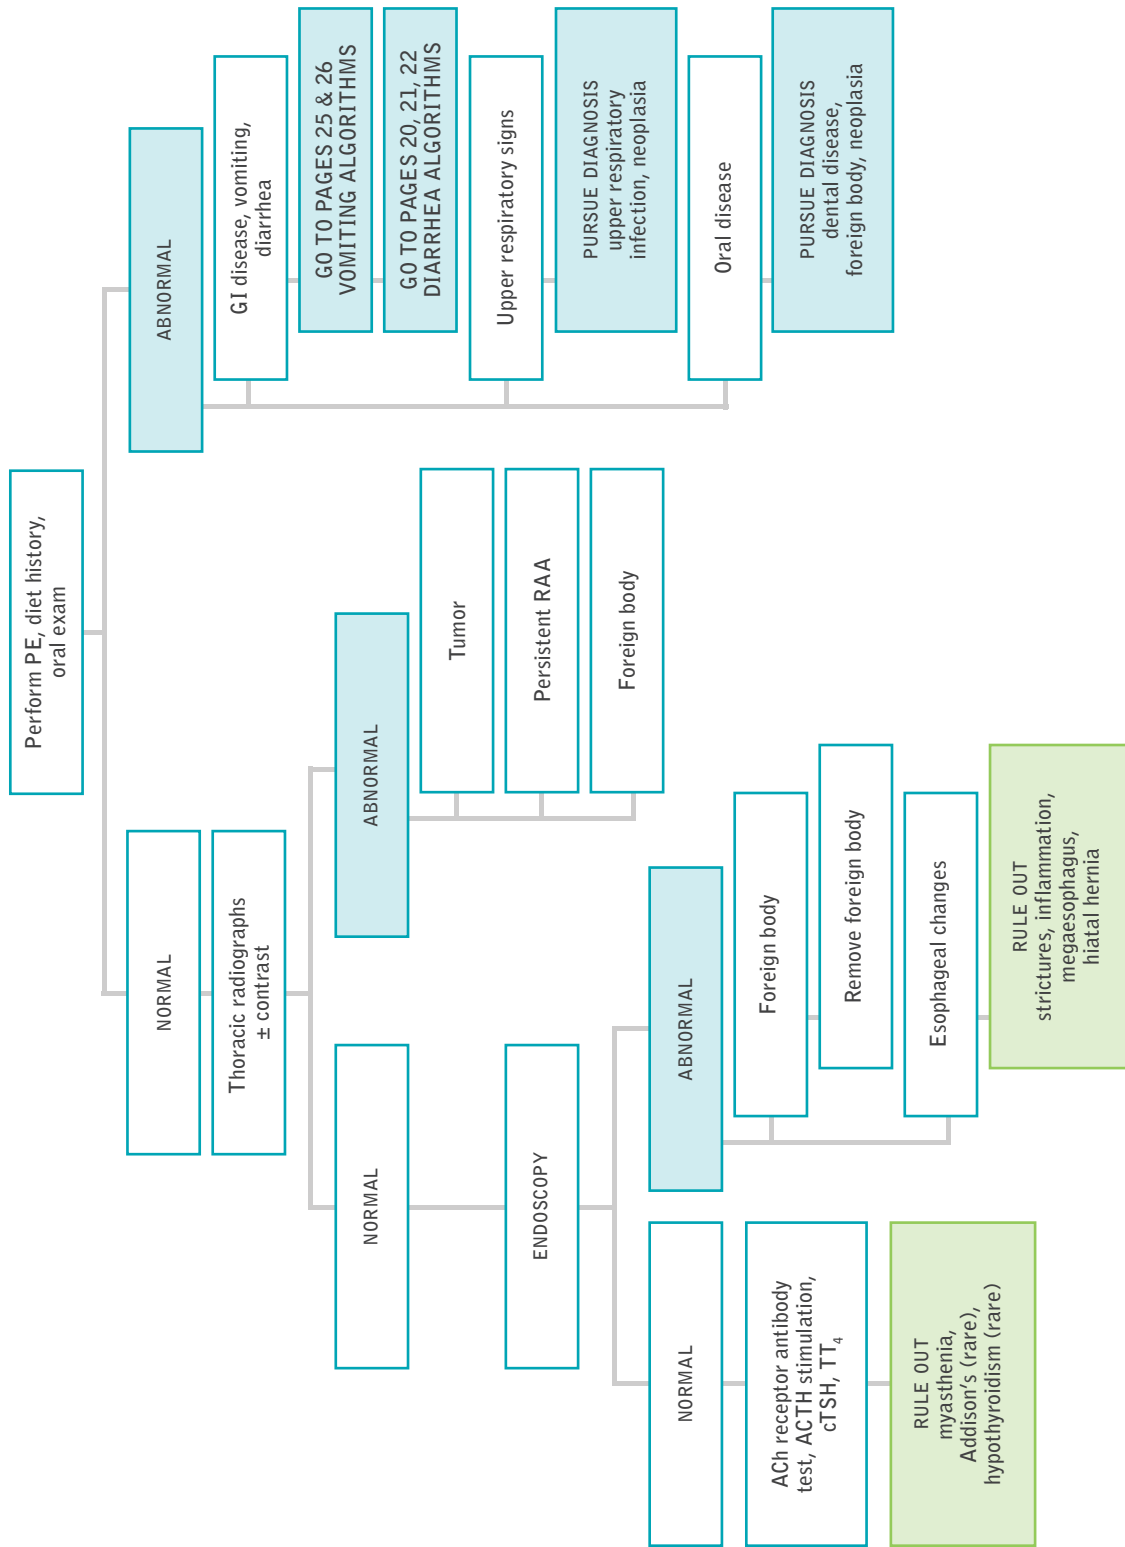 Perform PE, diet history,
oral exam
NORMAL
Thoracic radiographs
± contrast
NORMAL
ENDOSCOPY
NORMAL
ACh receptor antibody
test, ACTH stimulation,
cTSH, TT₄
RULE OUT
myasthenia,
Addison's (rare),
hypothyroidism (rare)
ABNORMAL
Foreign body
Remove foreign body
Esophageal changes
RULE OUT
strictures, inflammation,
megaesophagus,
hiatal hernia
ABNORMAL
Tumor
Persistent RAA
Foreign body
ABNORMAL
GI disease, vomiting,
diarrhea
GO TO PAGES 25 & 26
VOMITING ALGORITHMS
GO TO PAGES 20, 21, 22
DIARRHEA ALGORITHMS
Upper respiratory signs
PURSUE DIAGNOSIS
upper respiratory
infection, neoplasia
Oral disease
PURSUE DIAGNOSIS
dental disease,
foreign body, neoplasia